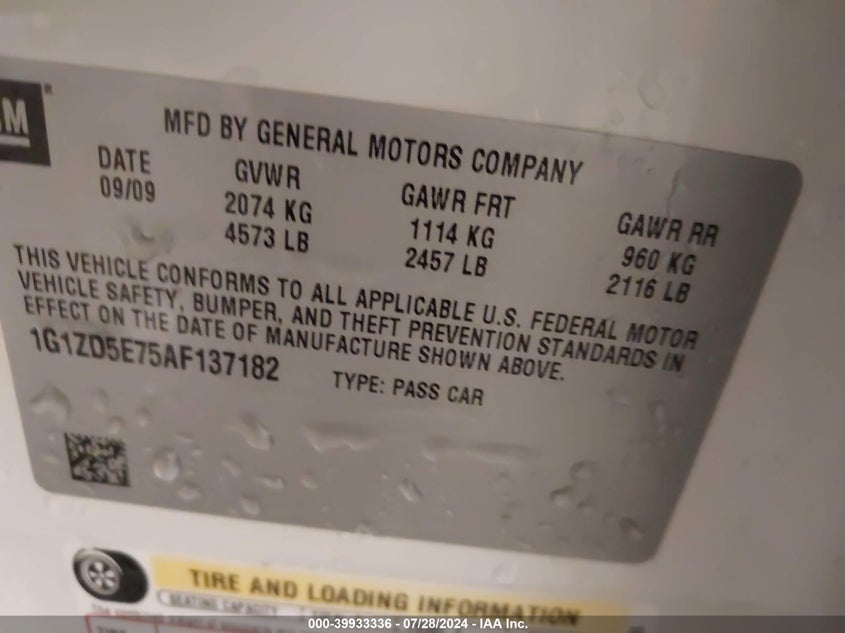 GM
®
MFD BY GENERAL MOTORS COMPANY
DATE GVWR GAWR FRT GAWR RR
09/09 2074 KG 1114 KG 960 KG
4573 LB 2457 LB 2116 LB
THIS VEHICLE CONFORMS TO ALL APPLICABLE U.S. FEDERAL MOTOR
VEHICLE SAFETY, BUMPER, AND THEFT PREVENTION STANDARDS IN
EFFECT ON THE DATE OF MANUFACTURE SHOWN ABOVE.
1G1ZD5E75AF137182 TYPE: PASS CAR
TIRE AND LOADING INFORMATION
SEATING CAPACITY
000-39933336 - 07/28/2024 - IAA Inc.